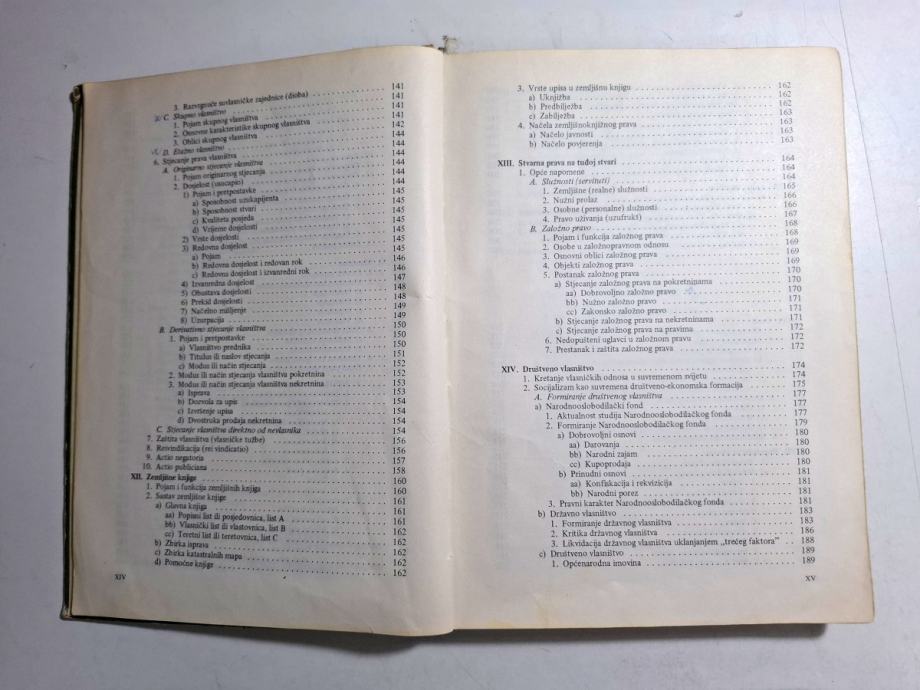 3. Razvrgnuće suvlasničke zajednice (dioba) 141
C. Skupno vlasništvo 141
1. Pojam skupnog vlasništva 141
2. Osnovne karakteristike skupnog vlasništva 141
3. Oblici skupnog vlasništva 142
D. Etažno vlasništvo 144
6. Stjecanje prava vlasništva 144
A. Originarno stjecanje vlasništva 144
1. Pojam originarnog stjecanja 144
2. Dosjelost (usucapio) 144
1) Pojam i pretpostavke 144
a) Sposobnost uzukapijenta 145
b) Sposobnost stvari 145
c) Kvaliteta posjeda 145
d) Vrijeme dosjelosti 145
2) Vrste dosjelosti 145
3) Redovna dosjelost 145
a) Pojam 145
b) Redovna dosjelost i redovan rok 146
c) Redovna dosjelost i izvanredni rok 147
4) Izvanredna dosjelost 148
5) Obustava dosjelosti 148
6) Prekid dosjelosti 149
7) Načelno mišljenje 149
8) Uzurpacija
B. Derivativno stjecanje vlasništva 150
1. Pojam i pretpostavke 150
a) Vlasništvo prednika 150
b) Titulus ili naslov stjecanja 151
c) Modus ili način stjecanja 152
2. Modus ili način stjecanja vlasništva pokretnina 152
3. Modus ili način stjecanja vlasništva nekretnina 153
a) Isprava 153
b) Dozvola za upis 154
c) Izvršenje upisa 154
d) Dvostruka prodaja nekretnina 154
C. Stjecanje vlasništva direktno od nevlasnika 154
7. Zaštita vlasništva (vlasničke tužbe) 156
8. Reivindikacija (rei vindicatio) 156
9. Actio negatoria 157
10. Actio publiciana 158
XII. Zemljišne knjige 160
1. Pojam i funkcija zemljišnih knjiga 160
2. Sastav zemljišne knjige 161
a) Glavna knjiga 161
aa) Popisni list ili posjedovnica, list A 161
bb) Vlasnički list ili vlastovnica, list B 161
cc) Teretni list ili teretovnica, list C 162
b) Zbirka isprava 162
c) Zbirka katastralnih mapa 162
d) Pomoćne knjige 162
XIV
3. Vrste upisa u zemljišnu knjigu 162
a) Uknjižba 162
b) Predbilježba 162
c) Zabilježba 163
4. Načela zemljišnoknjižnog prava 163
a) Načelo javnosti 163
b) Načelo povjerenja 163
XIII. Stvarna prava na tuđoj stvari 164
1. Opće napomene 164
A. Služnosti (servituti) 164
1. Zemljišne (realne) služnosti 165
2. Nužni prolaz 166
3. Osobne (personalne) služnosti 166
4. Pravo uživanja (uzufrukt) 167
B. Založno pravo 168
1. Pojam i funkcija založnog prava 168
2. Osobe u založnopravnom odnosu 169
3. Osnovni oblici založnog prava 169
4. Objekti založnog prava 169
5. Postanak založnog prava 170
a) Stjecanje založnog prava na pokretninama 170
aa) Dobrovoljno založno pravo 170
bb) Nužno založno pravo 171
cc) Zakonsko založno pravo 171
b) Stjecanje založnog prava na nekretninama 171
c) Stjecanje založnog prava na pravima 172
6. Nedopušteni uglavci u založnom pravu 172
7. Prestanak i zaštita založnog prava 172
XIV. Društveno vlasništvo 174
1. Kretanje vlasničkih odnosa u suvremenom svijetu 174
2. Socijalizam kao suvremena društveno-ekonomska formacija 175
A. Formiranje društvenog vlasništva 177
a) Narodnooslobodilački fond 177
1. Aktualnost studija Narodnooslobodilačkog fonda 177
2. Formiranje Narodnooslobodilačkog fonda 179
a) Dobrovoljni osnovi 180
aa) Darovanja 180
bb) Narodni zajam 180
cc) Kupoprodaja 180
b) Prinudni osnovi 181
aa) Konfiskacija i rekvizicija 181
bb) Narodni porez 181
3. Pravni karakter Narodnooslobodilačkog fonda 181
b) Državno vlasništvo 183
1. Formiranje državnog vlasništva 183
2. Kritika državnog vlasništva 186
3. Likvidacija državnog vlasništva uklanjanjem „trećeg faktora” 188
c) Društveno vlasništvo 189
1. Općenarodna imovina 189
XV